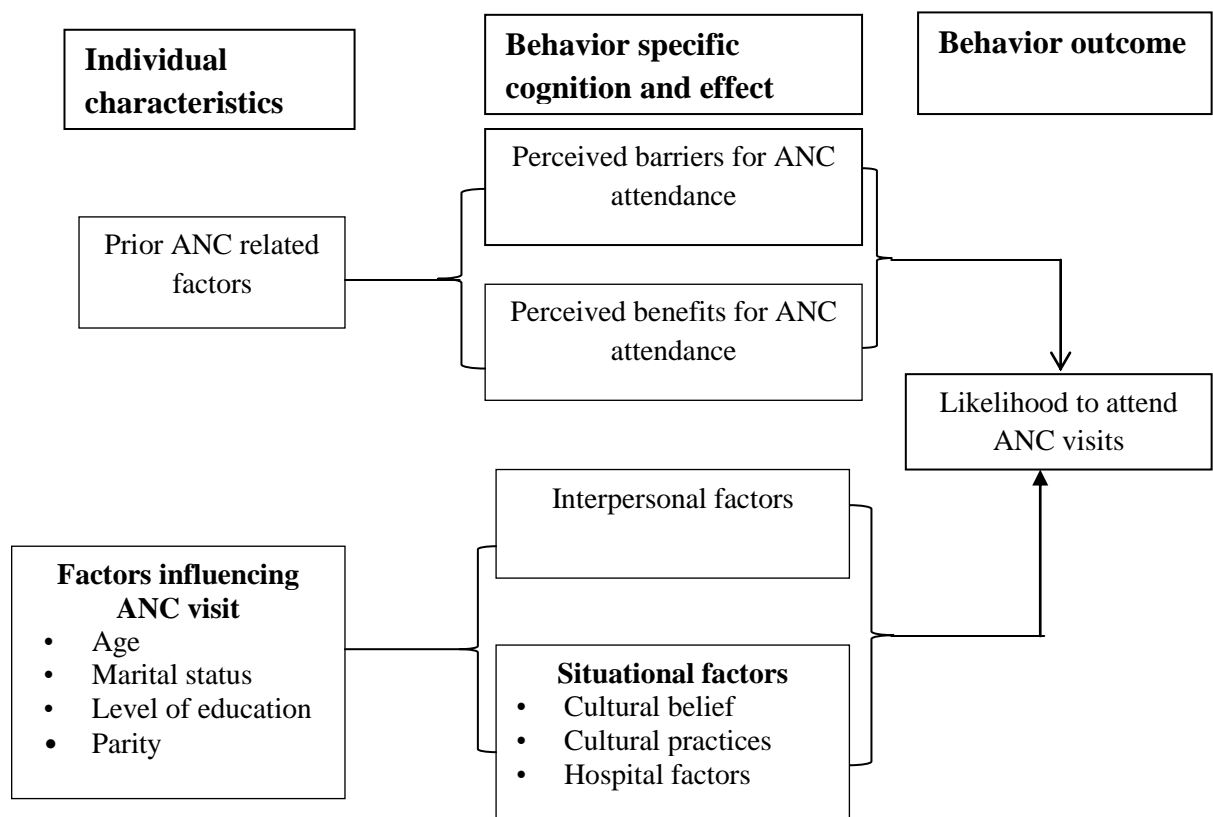 Individual
characteristics
Behavior specific
cognition and effect
Behavior outcome
Perceived barriers for ANC
attendance
Prior ANC related
factors
Perceived benefits for ANC
attendance
Likelihood to attend
ANC visits
Interpersonal factors
Factors influencing
ANC visit
• Age
• Marital status
• Level of education
• Parity
Situational factors
• Cultural belief
• Cultural practices
• Hospital factors